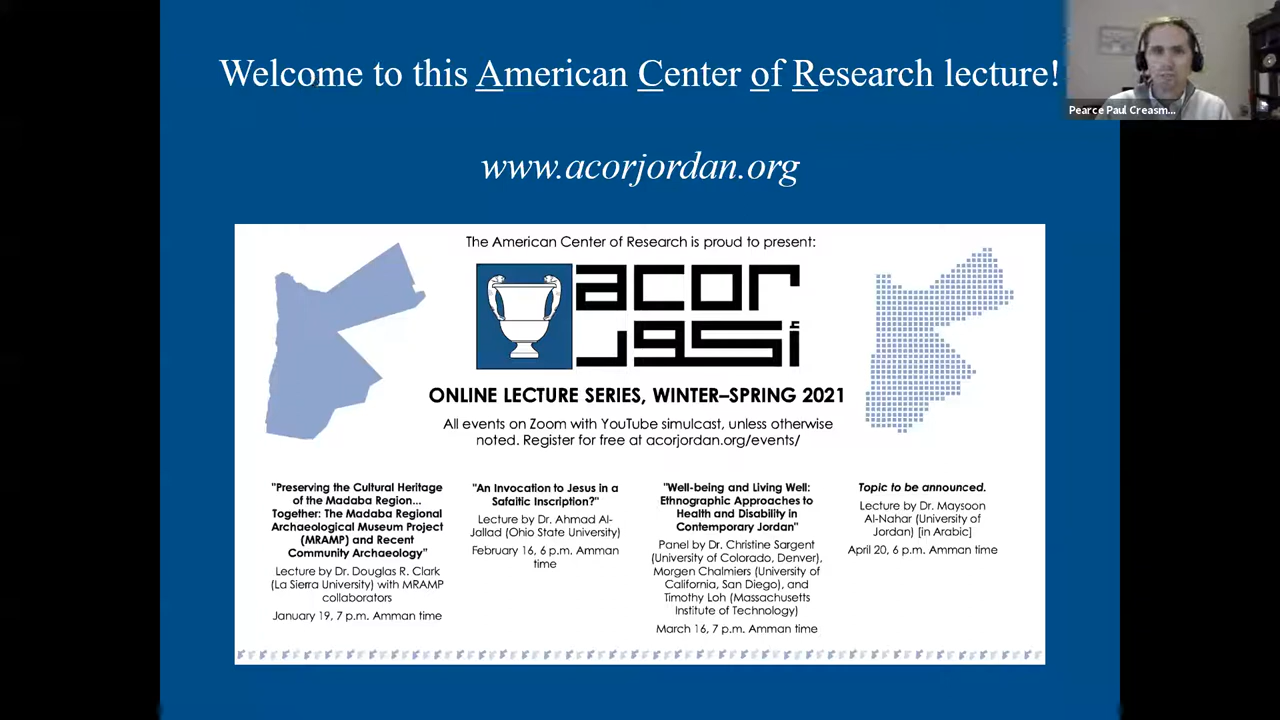 Welcome to this American Center of Research lecture!
Pearce Paul Creasm...
www.acorjordan.org
The American Center of Research is proud to present:
acor
أكور
ONLINE LECTURE SERIES, WINTER–SPRING 2021
All events on Zoom with YouTube simulcast, unless otherwise
noted. Register for free at acorjordan.org/events/
"Preserving the Cultural Heritage
of the Madaba Region...
Together: The Madaba Regional
Archaeological Museum Project
(MRAMP) and Recent
Community Archaeology"
Lecture by Dr. Douglas R. Clark
(La Sierra University) with MRAMP
collaborators
January 19, 7 p.m. Amman time
"An Invocation to Jesus in a
Safaitic Inscription?"
Lecture by Dr. Ahmad Al-
Jallad (Ohio State University)
February 16, 6 p.m. Amman
time
"Well-being and Living Well:
Ethnographic Approaches to
Health and Disability in
Contemporary Jordan"
Panel by Dr. Christine Sargent
(University of Colorado, Denver),
Morgen Chalmiers (University of
California, San Diego), and
Timothy Loh (Massachusetts
Institute of Technology)
March 16, 7 p.m. Amman time
Topic to be announced.
Lecture by Dr. Maysoon
Al-Nahar (University of
Jordan) [in Arabic]
April 20, 6 p.m. Amman time